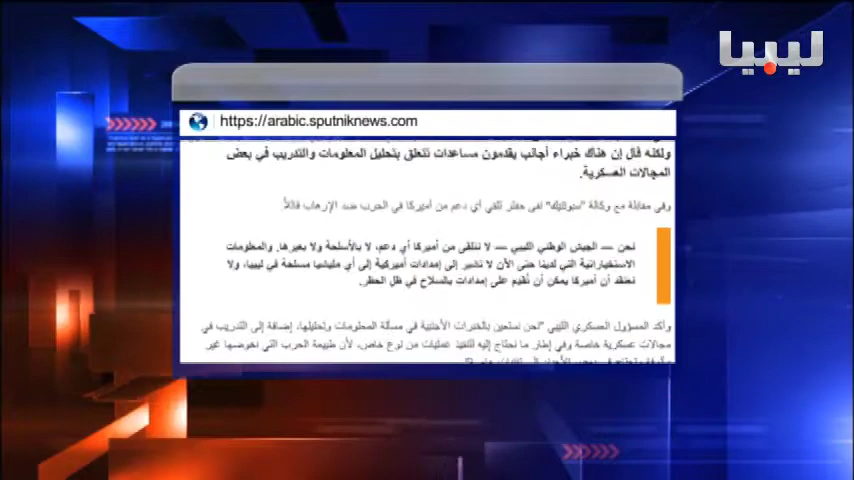 ليبيا
https://arabic.sputniknews.com
ولكنه قال إن هناك خبراء أجانب يقدمون مساعدات تتعلق بتحليل المعلومات والتدريب في بعض
المجالات العسكرية.
وفي مقابلة مع وكالة "سبوتنيك" نفى حفتر تلقي أي دعم من أميركا في الحرب ضد الإرهاب قائلاً:
نحن — الجيش الوطني الليبي — لا نتلقى من أميركا أي دعم، لا بالأسلحة ولا بغيرها. والمعلومات
الاستخباراتية التي لدينا حتى الآن لا تشير إلى إمدادات أميركية إلى أي مليشيا مسلحة في ليبيا، ولا
نعتقد أن أميركا يمكن أن تُقيم على إمدادات بالسلاح في ظل الحظر.
وأكد المسؤول العسكري الليبي "نحن نستعين بالخبرات الأجنبية في مسألة المعلومات وتحليلها، إضافة إلى التدريب في
مجالات عسكرية خاصة وفي إطار ما نحتاج إليه لتنفيذ عمليات من نوع خاص، لأن طبيعة الحرب التي نخوضها غير